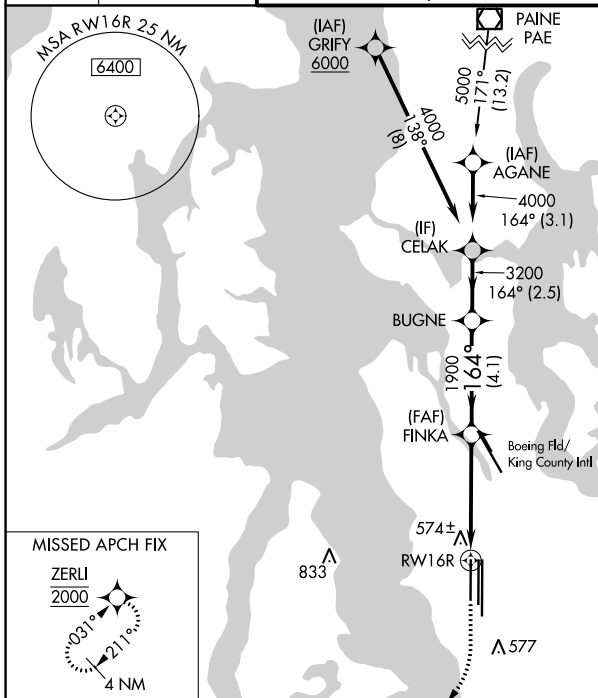 MSA RW16R 25 NM
6400
(IAF)
GRIFY
6000
PAINE
PAE
5000
171°
(13.2)
4000
138°
(8)
(IAF)
AGANE
4000
164° (3.1)
(IF)
CELAK
3200
164° (2.5)
BUGNE
1900
164°
(4.1)
(FAF)
FINKA
Boeing Fld/
King County Intl
574±
RW16R
833
577
MISSED APCH FIX
ZERLI
2000
031°
211°
4 NM